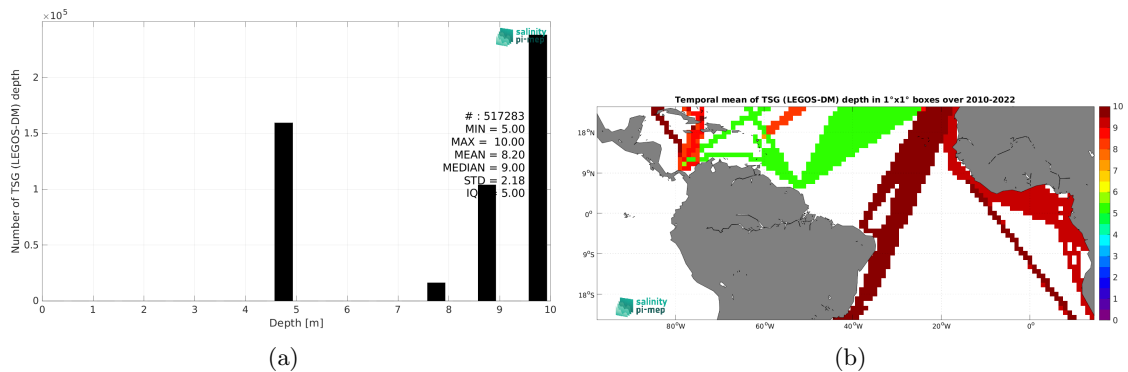 ×10⁵
salinity
pi-mep
Number of TSG (LEGOS-DM) depth
2
1.5
1
0.5
0
# : 517283
MIN = 5.00
MAX = 10.00
MEAN = 8.20
MEDIAN = 9.00
STD = 2.18
= 5.00
0 1 2 3 4 5 6 7 8 9 10
Depth [m]
(a)
Temporal mean of TSG (LEGOS-DM) depth in 1°x1° boxes over 2010-2022
18°N
9°N
0°
9°S
18°S
80°W 60°W 40°W 20°W 0°
10
9
8
7
6
5
4
3
2
1
0
salinity
pi-mep
(b)